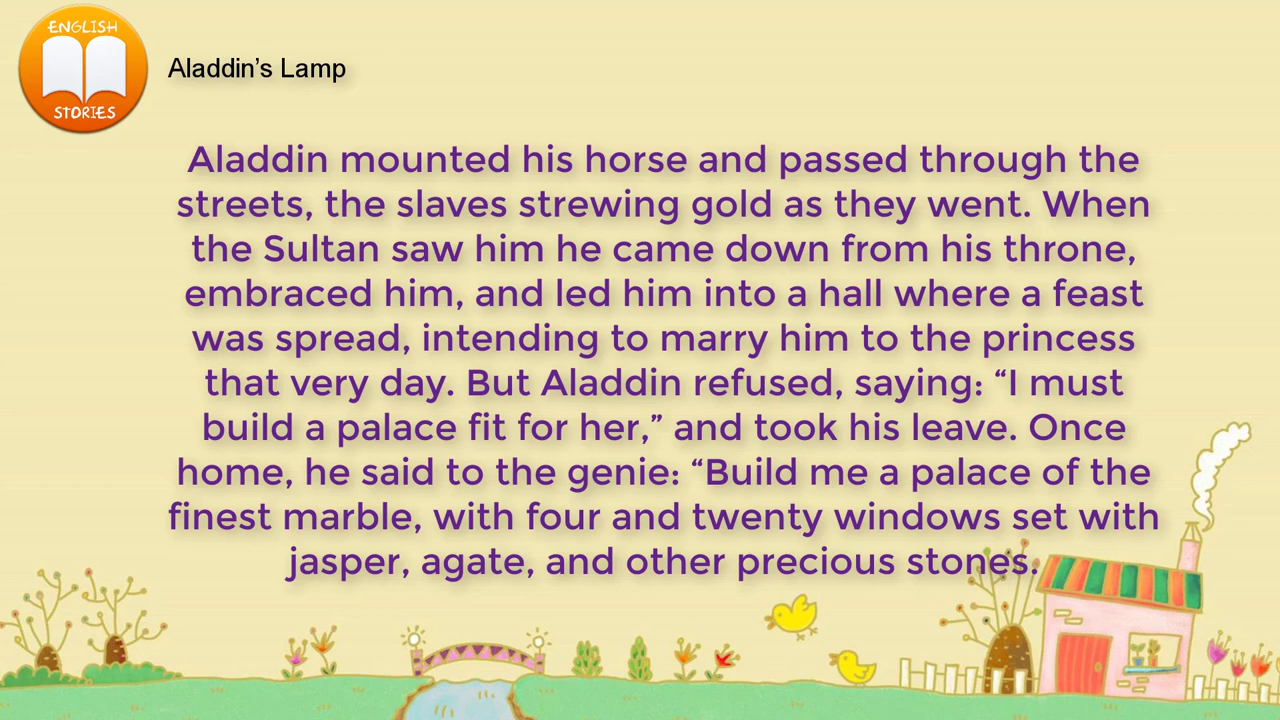 ENGLISH
STORIES
Aladdin’s Lamp
Aladdin mounted his horse and passed through the
streets, the slaves strewing gold as they went. When
the Sultan saw him he came down from his throne,
embraced him, and led him into a hall where a feast
was spread, intending to marry him to the princess
that very day. But Aladdin refused, saying: “I must
build a palace fit for her,” and took his leave. Once
home, he said to the genie: “Build me a palace of the
finest marble, with four and twenty windows set with
jasper, agate, and other precious stones.